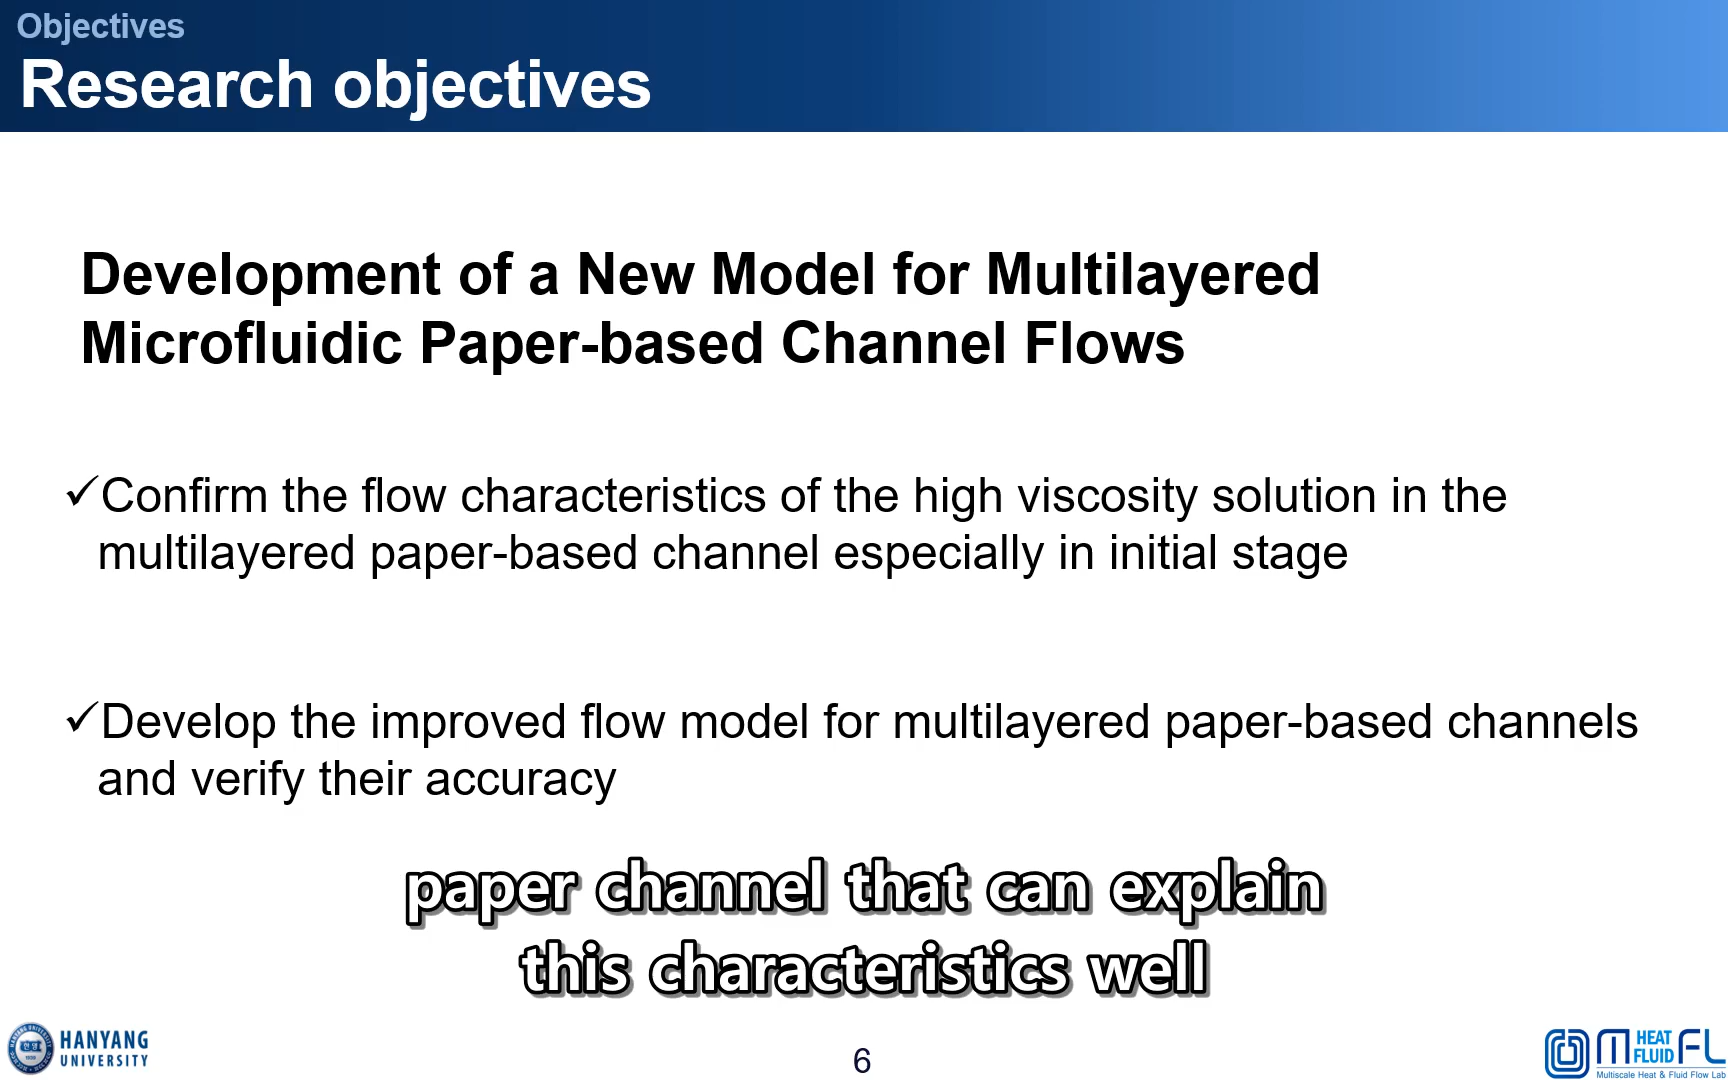 Objectives
Research objectives
Development of a New Model for Multilayered
Microfluidic Paper-based Channel Flows
✓Confirm the flow characteristics of the high viscosity solution in the
multilayered paper-based channel especially in initial stage
✓Develop the improved flow model for multilayered paper-based channels
and verify their accuracy
paper channel that can explain
this characteristics well
HANYANG
UNIVERSITY
6
M HEAT FLUID FL
Multiscale Heat & Fluid Flow Lab